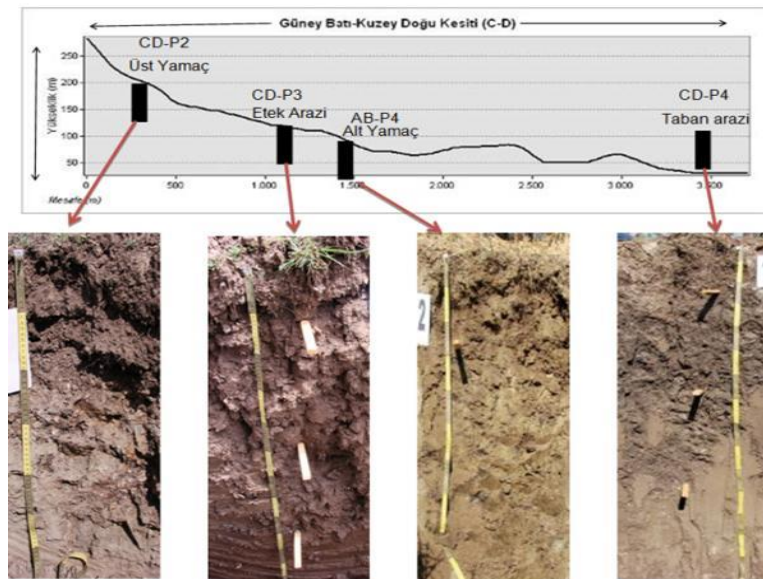 Güney Batı-Kuzey Doğu Kesiti (C-D)
CD-P2
Üst Yamaç
CD-P3
Etek Arazi
AB-P4
Alt Yamaç
CD-P4
Taban arazi
Yükseklik (m)
250
200
150
100
50
0
500
1.000
1.500
2.000
2.500
3.000
3.500
Mesafe (m)
2